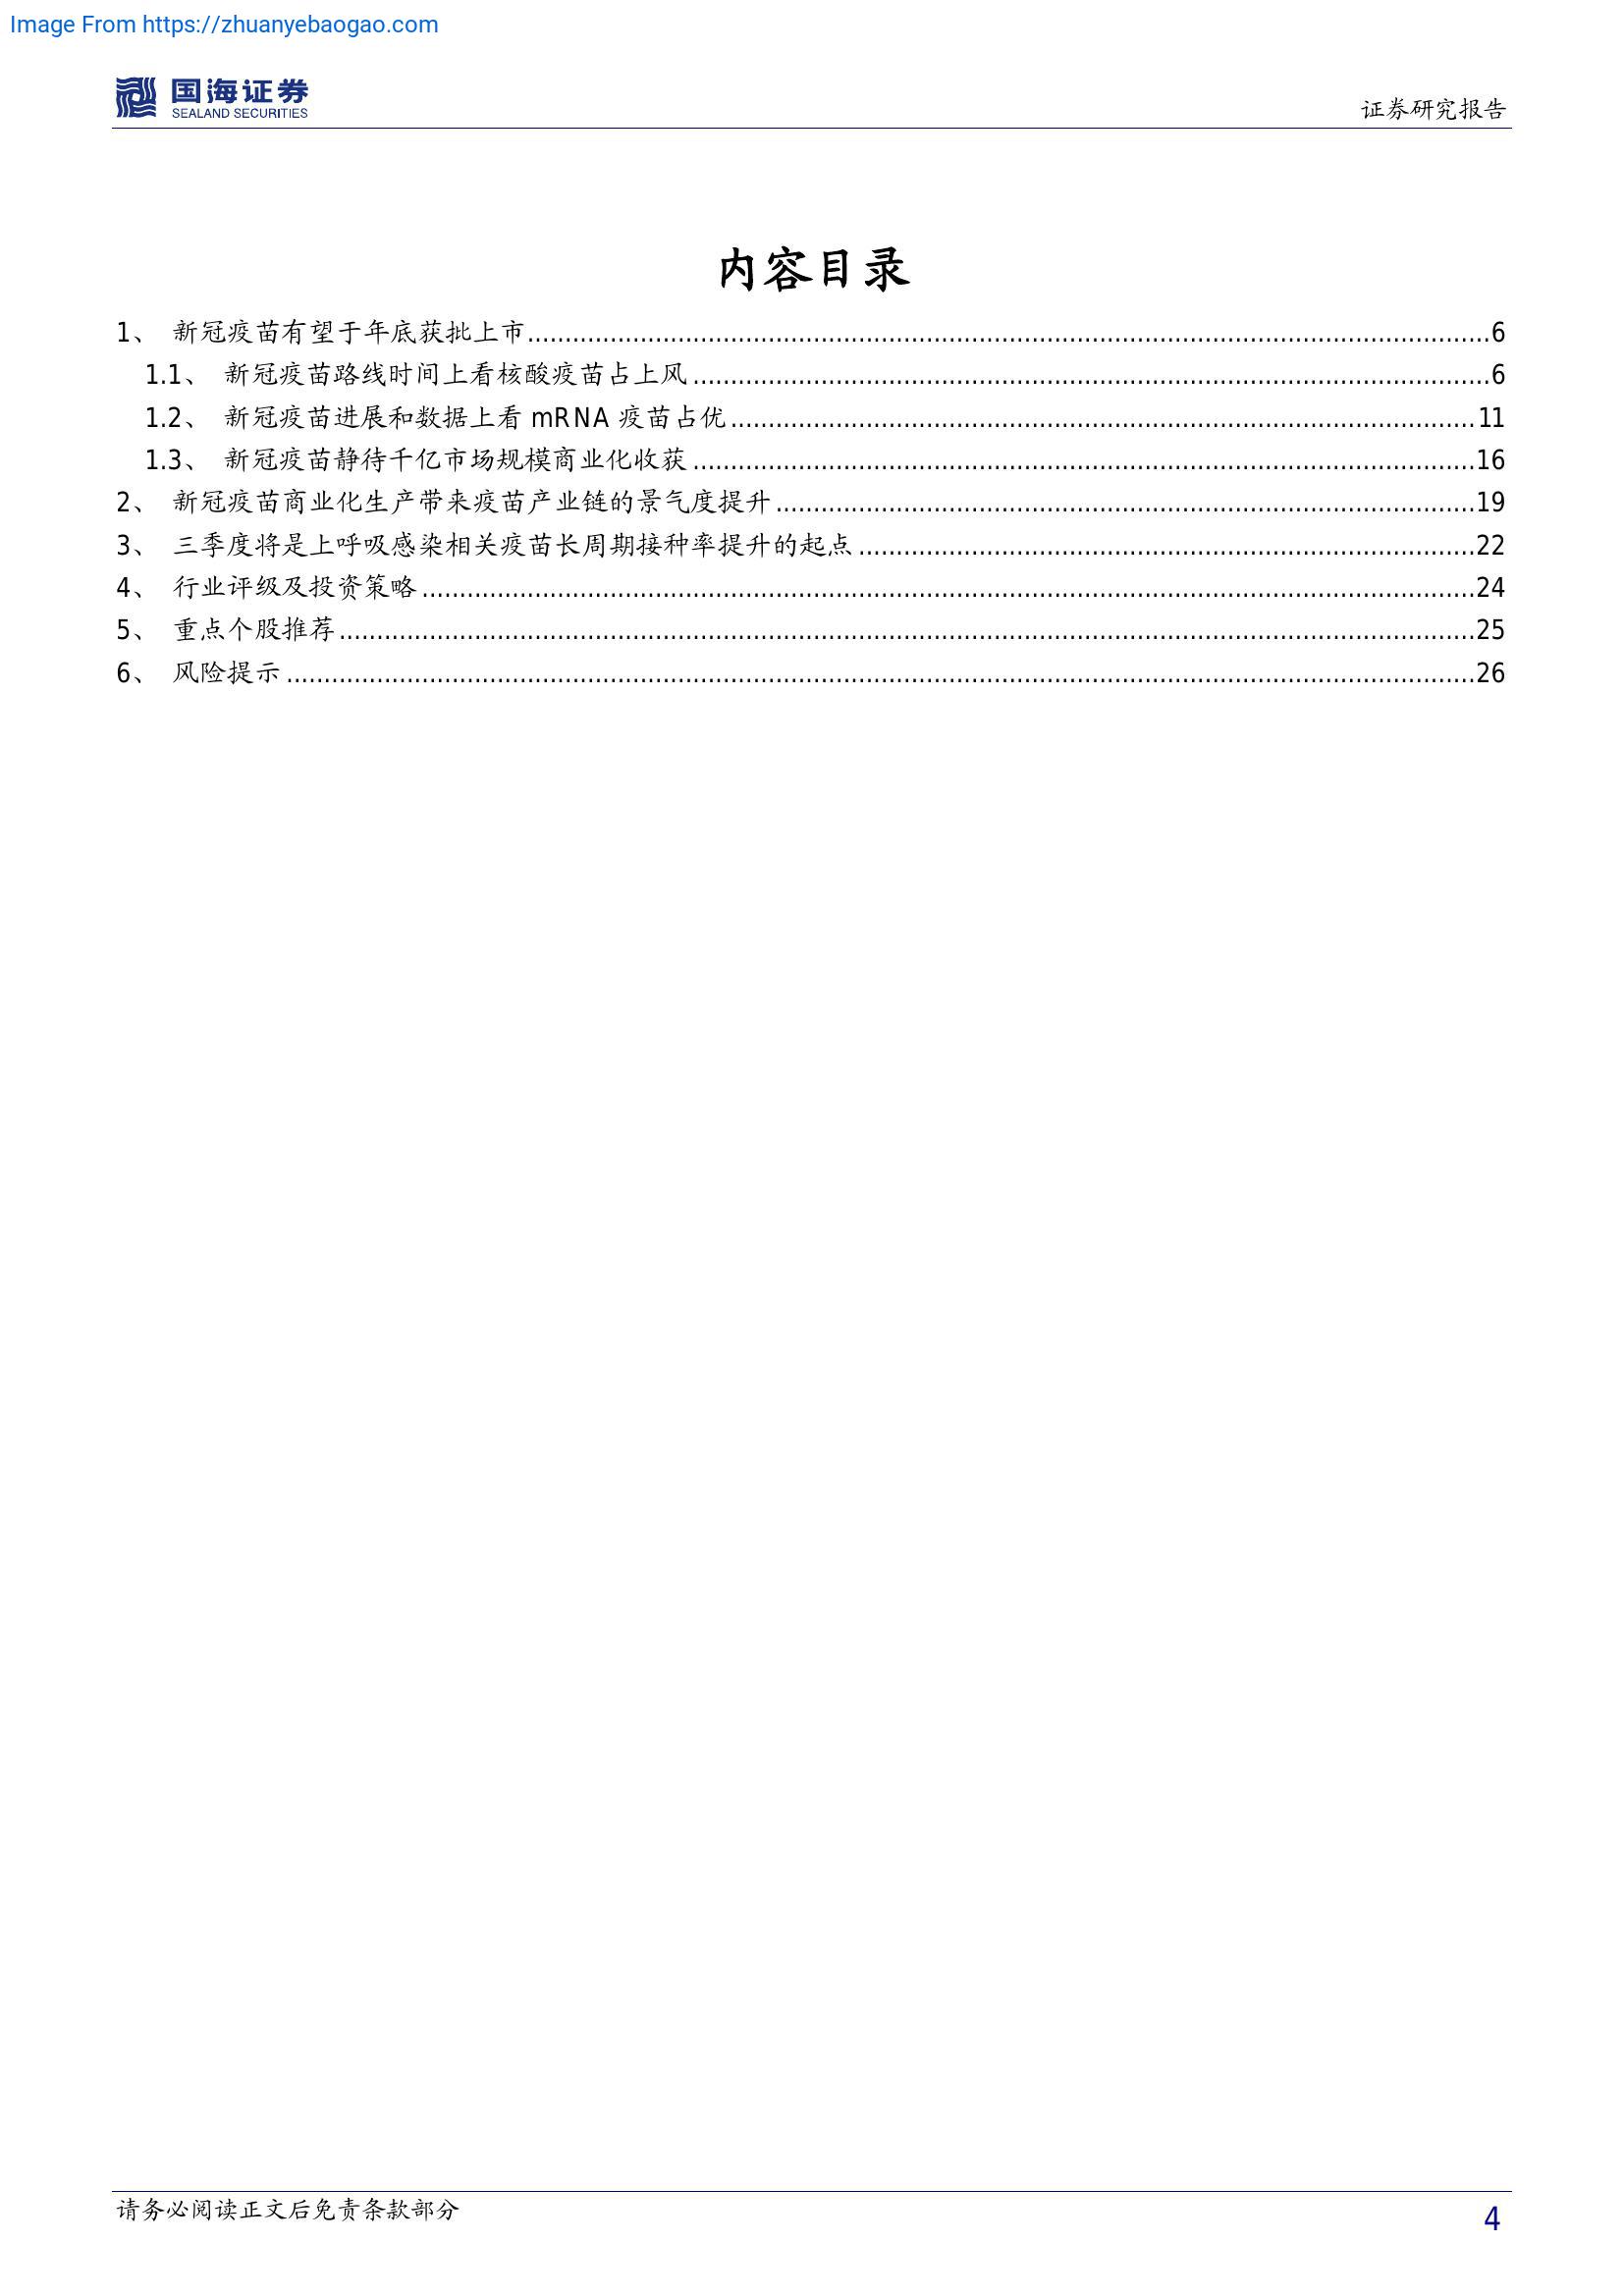 Image From https://zhuanyebaogao.com
国海证券
SEALAND SECURITIES
证券研究报告
内容目录
1、 新冠疫苗有望于年底获批上市..........6
1.1、 新冠疫苗路线时间上看核酸疫苗占上风..........6
1.2、 新冠疫苗进展和数据上看 mRNA 疫苗占优..........11
1.3、 新冠疫苗静待千亿市场规模商业化收获..........16
2、 新冠疫苗商业化生产带来疫苗产业链的景气度提升..........19
3、 三季度将是上呼吸感染相关疫苗长周期接种率提升的起点..........22
4、 行业评级及投资策略..........24
5、 重点个股推荐..........25
6、 风险提示..........26
请务必阅读正文后免责条款部分
4